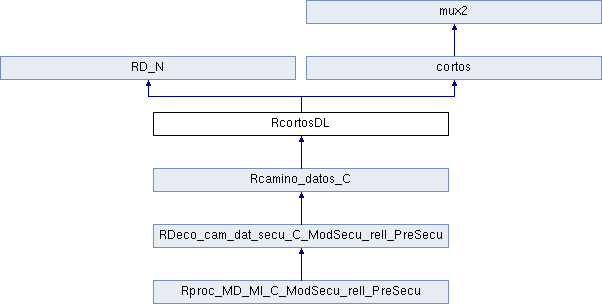 mux2
RD_N
cortos
RcortosDL
Rcamino_datos_C
RDeco_cam_dat_secu_C_ModSecu_rell_PreSecu
Rproc_MD_MI_C_ModSecu_rell_PreSecu